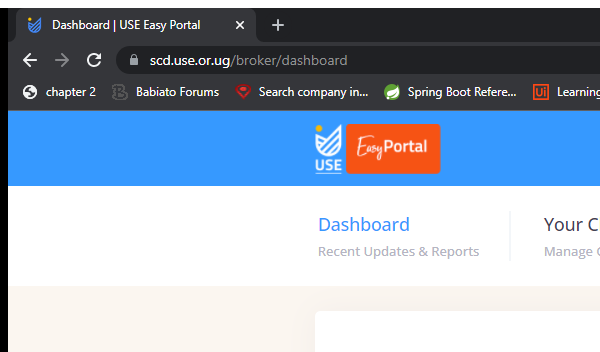 Dashboard | USE Easy Portal
scd.use.or.ug/broker/dashboard
chapter 2 Babiato Forums Search company in... Spring Boot Refere... Learning
USE Easy Portal
Dashboard Your C
Recent Updates & Reports Manage